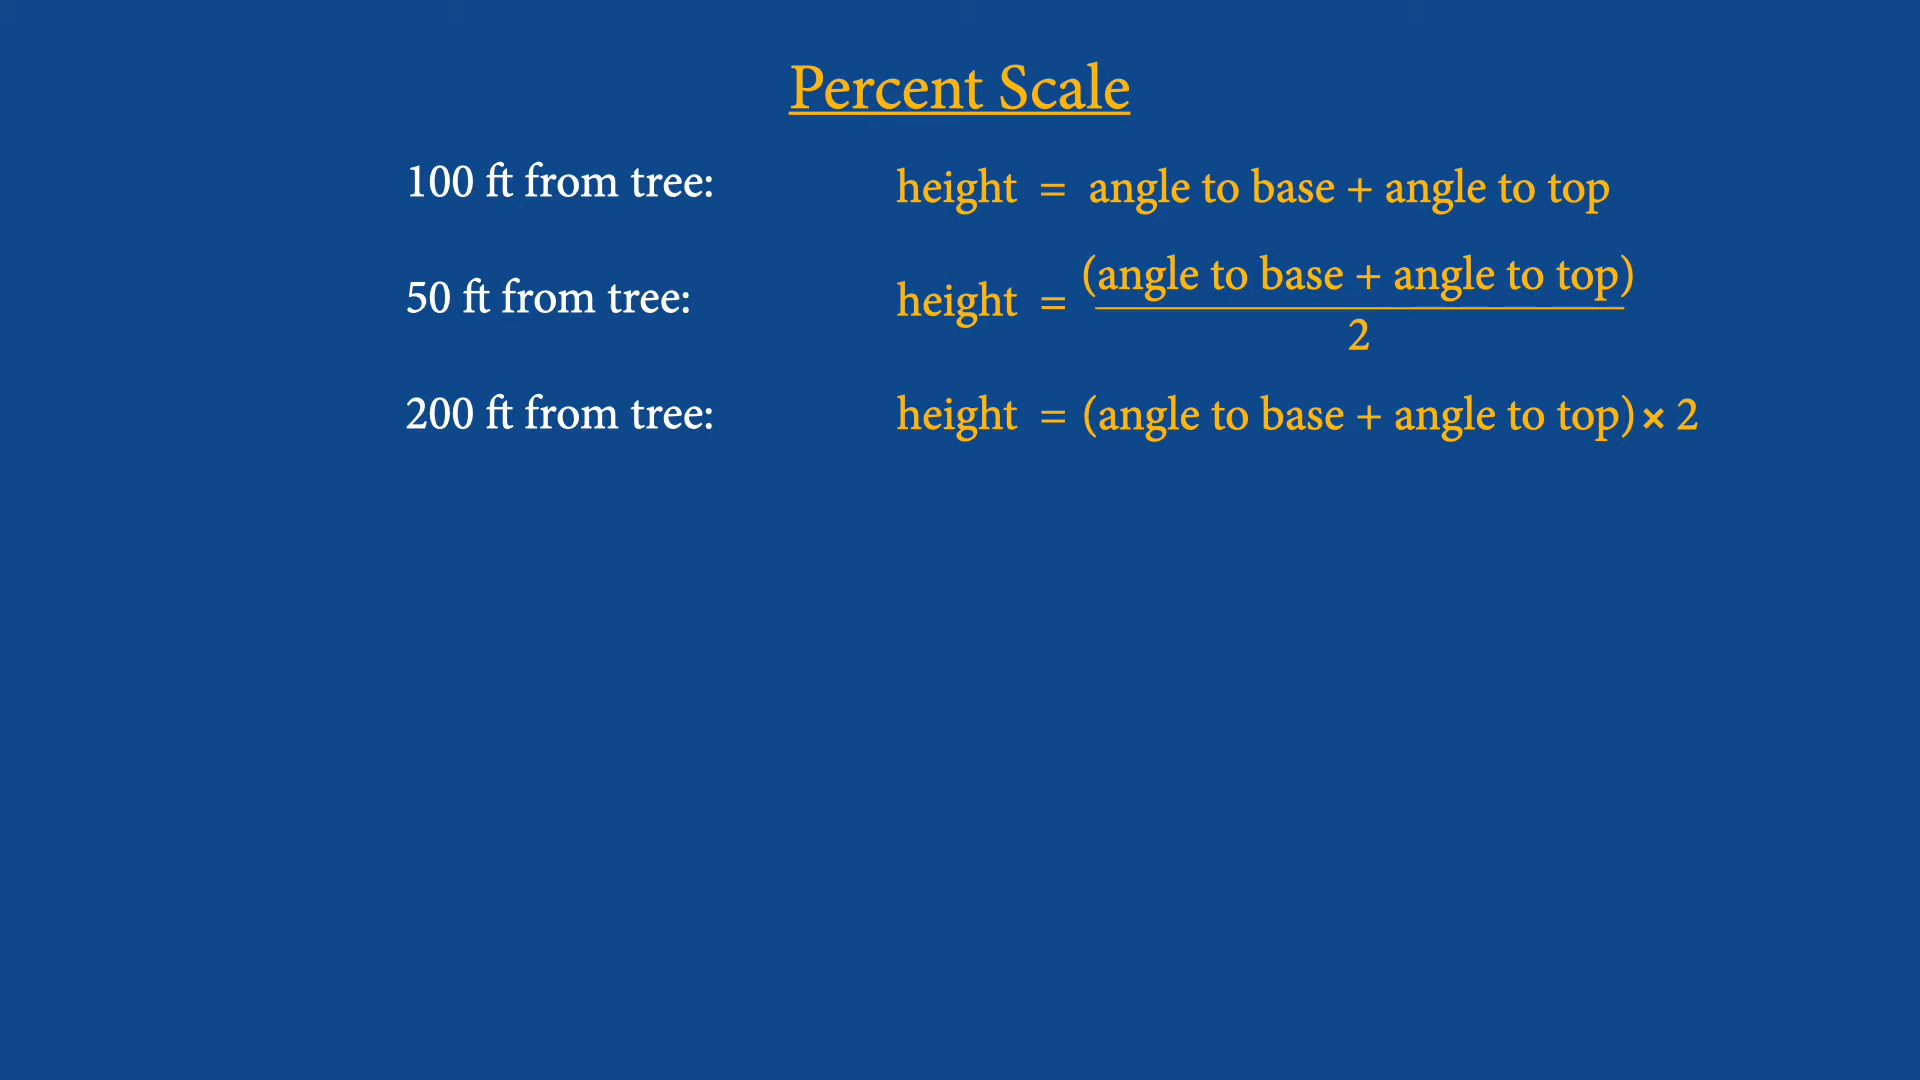 Percent Scale
100 ft from tree: height = angle to base + angle to top
50 ft from tree: height = (angle to base + angle to top)
2
200 ft from tree: height = (angle to base + angle to top) × 2